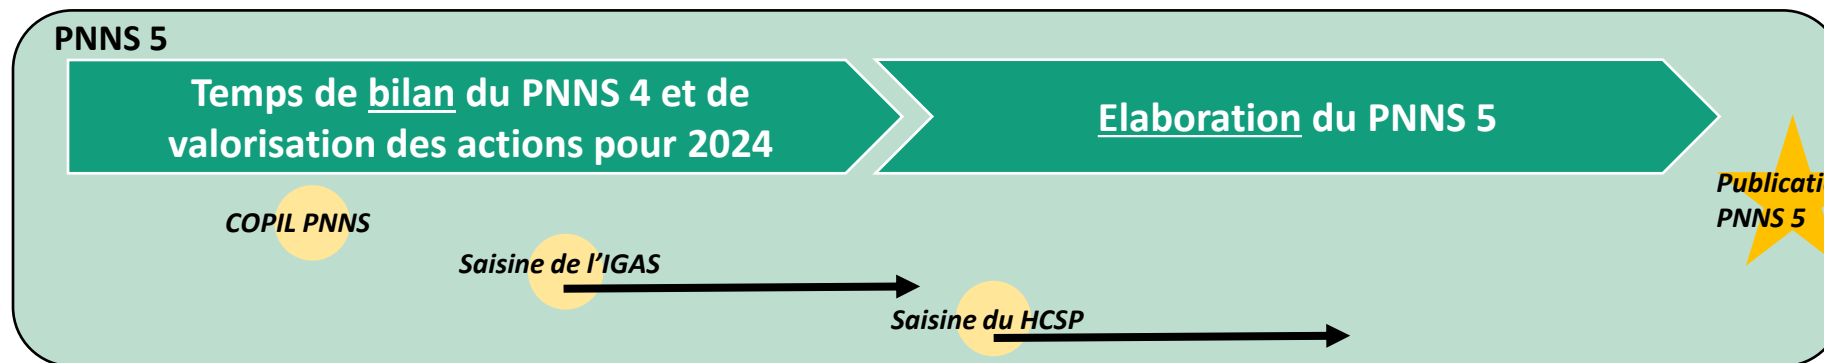 PNNS 5
Temps de bilan du PNNS 4 et de
valorisation des actions pour 2024
Elaboration du PNNS 5
COPIL PNNS
Saisine de l’IGAS
Saisine du HCSP
PNNS 5